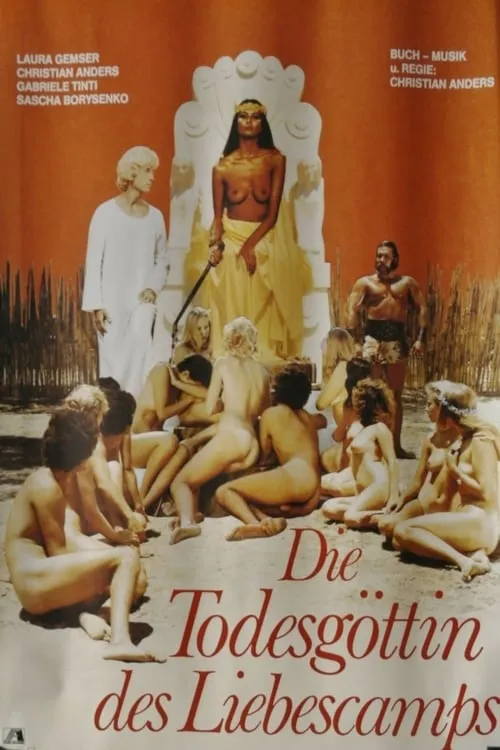 LAURA GEMSER
CHRISTIAN ANDERS
GABRIELE TINTI
SASCHA BORYSENKO
BUCH – MUSIK
u. REGIE:
CHRISTIAN ANDERS
Die
Todesgöttin
des Liebescamps